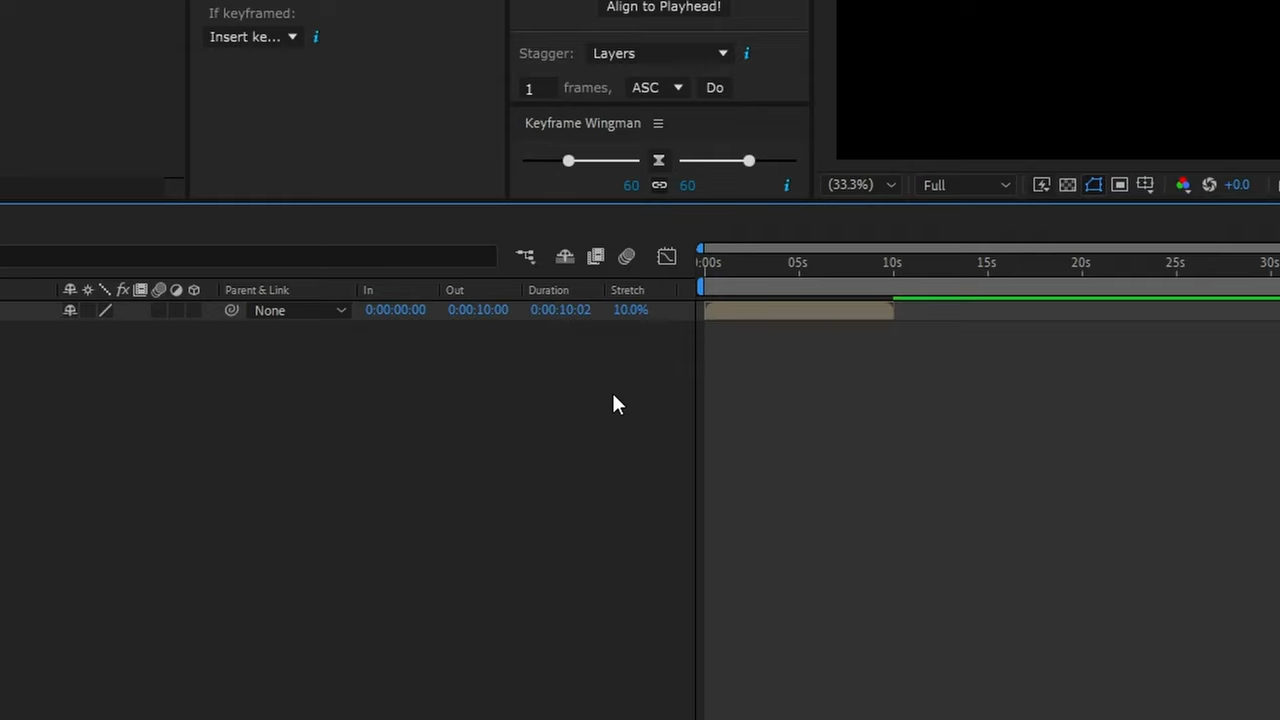 If keyframed:
Insert ke...
Align to Playhead!
Stagger: Layers
1 frames, ASC Do
Keyframe Wingman
60 60
(33.3%) Full +0.0
:00s 05s 10s 15s 20s 25s 30s
fx Parent & Link In Out Duration Stretch
None 0:00:00:00 0:00:10:00 0:00:10:02 10.0%